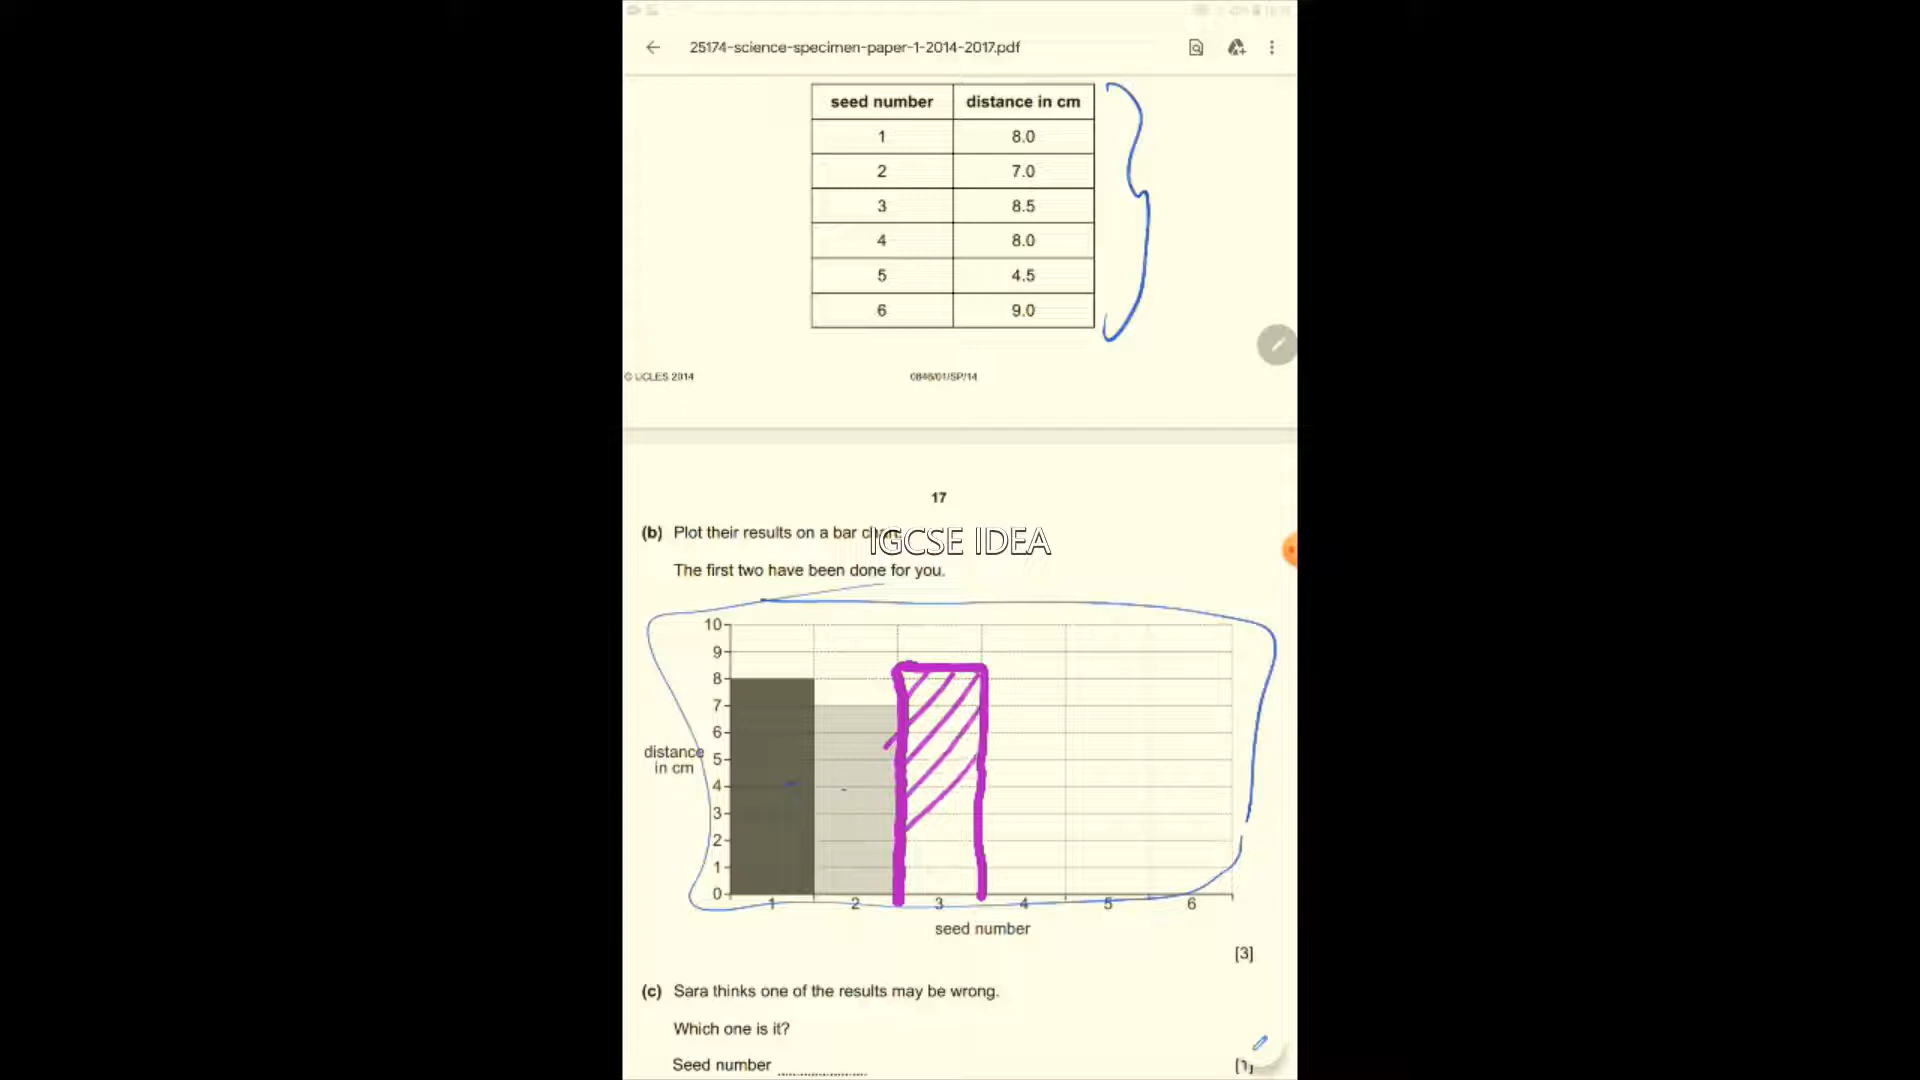 25174-science-specimen-paper-1-2014-2017.pdf
seed number distance in cm
1 8.0
2 7.0
3 8.5
4 8.0
5 4.5
6 9.0
© UCLES 2014 0846/01/SP/14
17
(b) Plot their results on a bar chart.
IGCSE IDEA
The first two have been done for you.
10
9
8
7
6
5
4
3
2
1
0
distance
in cm
1 2 3 4 5 6
seed number
[3]
(c) Sara thinks one of the results may be wrong.
Which one is it?
Seed number ........................ [1]